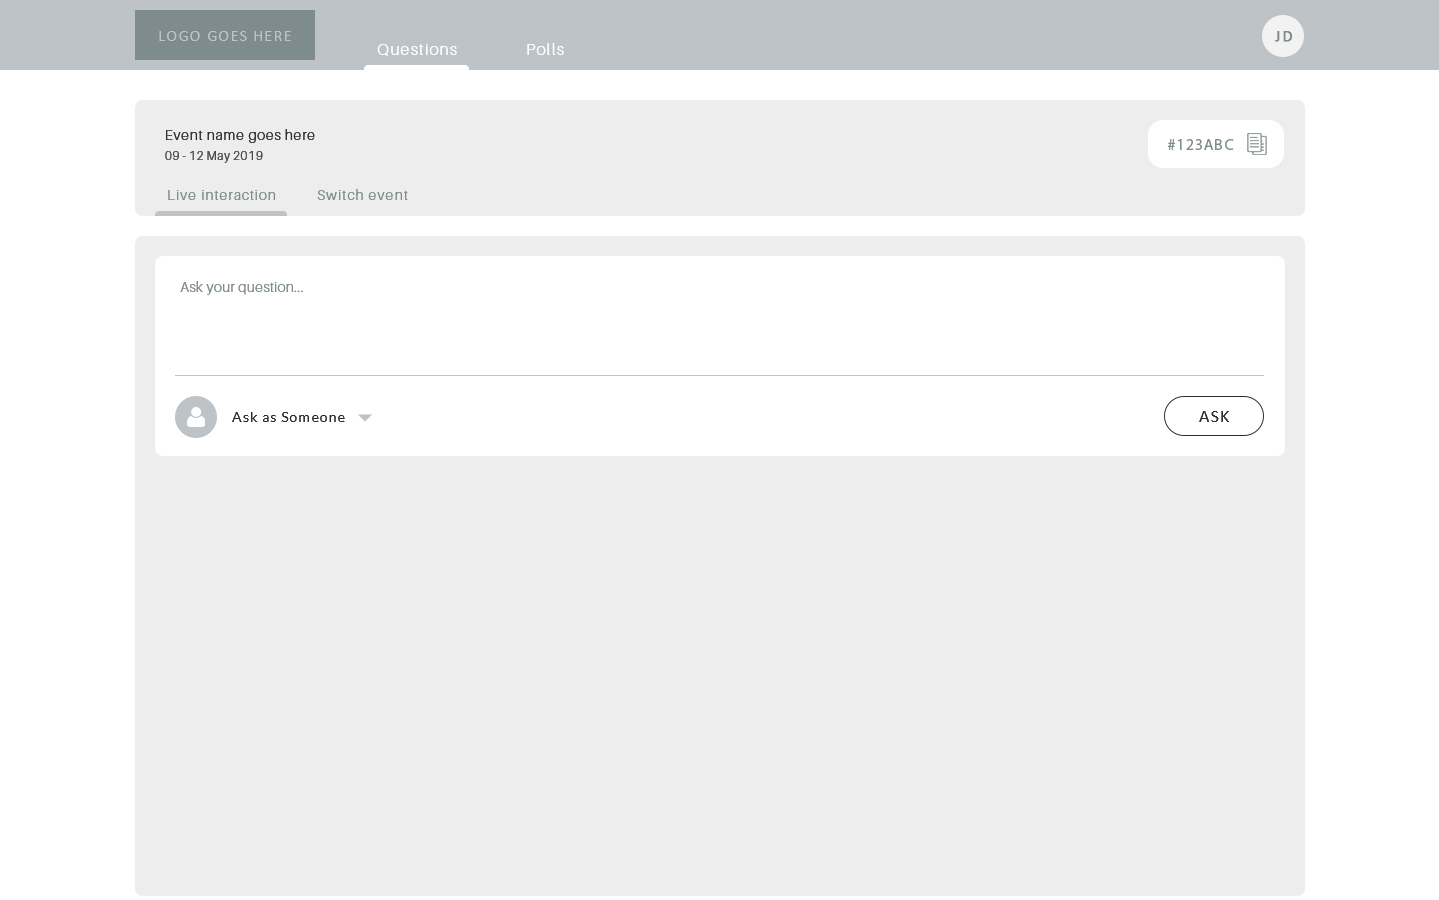 LOGO GOES HERE
Questions
Polls
JD
Event name goes here
09 - 12 May 2019
#123ABC
Live interaction
Switch event
Ask your question...
Ask as Someone
ASK